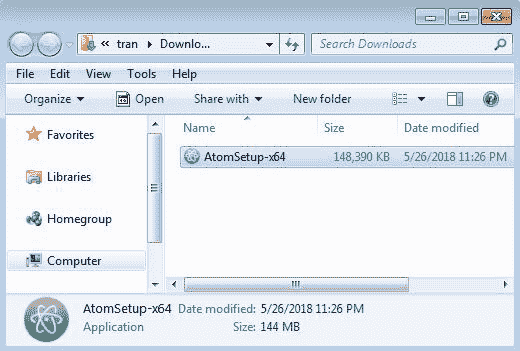 « tran ▸ Downlo... Search Downloads
File Edit View Tools Help
Organize Open Share with New folder
Name Size Date modified
Favorites
AtomSetup-x64 148,390 KB 5/26/2018 11:26 PM
Libraries
Homegroup
Computer
AtomSetup-x64 Date modified: 5/26/2018 11:26 PM
Application Size: 144 MB